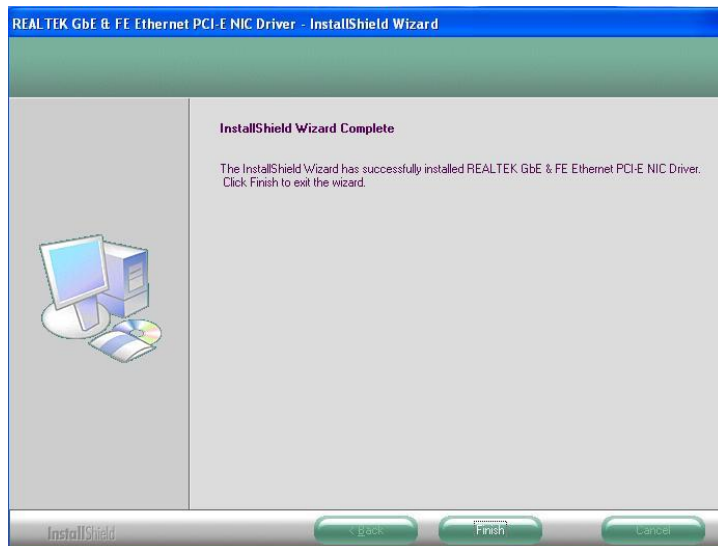 REALTEK GbE & FE Ethernet PCI-E NIC Driver - InstallShield Wizard
InstallShield Wizard Complete
The InstallShield Wizard has successfully installed REALTEK GbE & FE Ethernet PCI-E NIC Driver.
Click Finish to exit the wizard.
InstallShield
< Back
Finish
Cancel